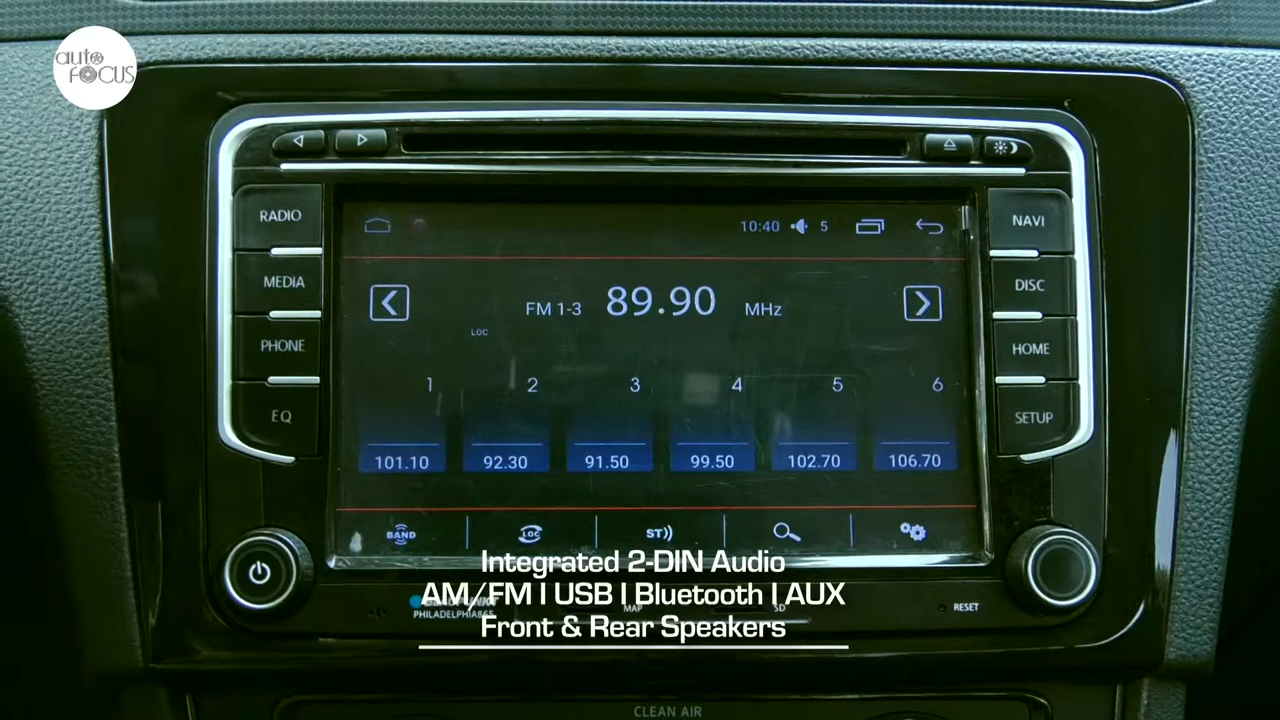 auto
FOCUS
RADIO
MEDIA
PHONE
EQ
NAVI
DISC
HOME
SETUP
10:40 5
FM 1-3 89.90 MHz
LOC
1 2 3 4 5 6
101.10 92.30 91.50 99.50 102.70 106.70
BAND LOC ST))
Integrated 2-DIN Audio
AM/FM | USB | Bluetooth | AUX
Front & Rear Speakers
BLAUPUNKT
PHILADELPHIA865
MAP
SD
RESET
CLEAN AIR